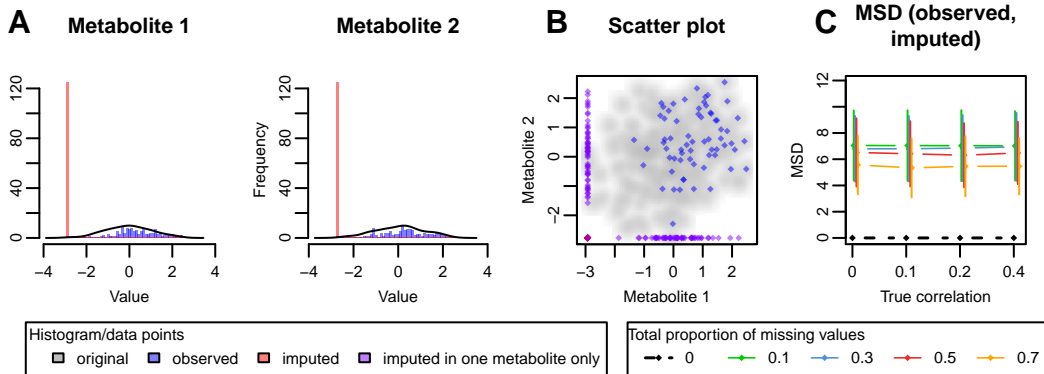 A
Metabolite 1
Metabolite 2
B
Scatter plot
C
MSD (observed,
imputed)
0 40 80 120
−4 −2 0 2 4
Value
Frequency
0 40 80 120
−4 −2 0 2 4
Value
Metabolite 2
−2 0 2
−3 −1 0 1 2
Metabolite 1
MSD
0 2 4 6 8 12
0 0.1 0.2 0.4
True correlation
Histogram/data points
original observed imputed imputed in one metabolite only
Total proportion of missing values
0 0.1 0.3 0.5 0.7